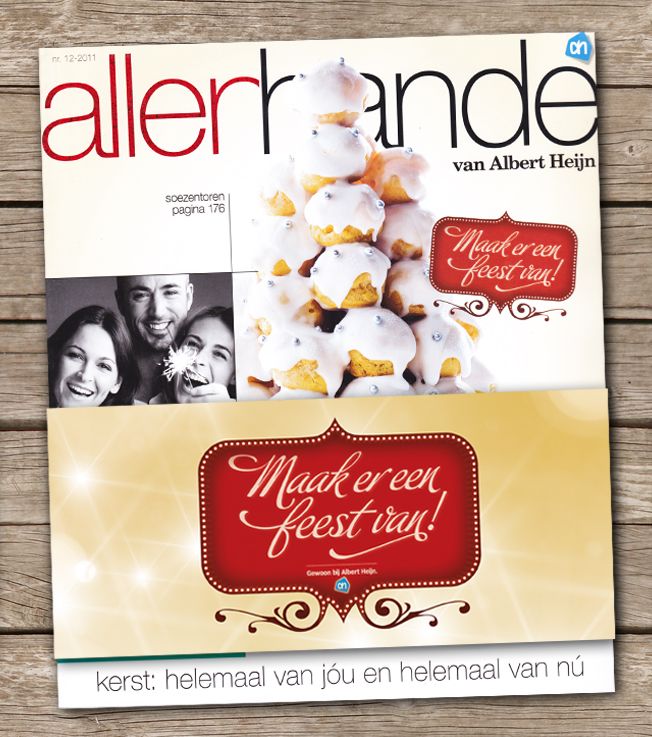 nr. 12-2011
allerhande
ah
van Albert Heijn
soezentoren
pagina 176
Maak er een
feest van!
Maak er een
feest van!
Gewoon bij Albert Heijn.
ah
kerst: helemaal van jóu en helemaal van nú